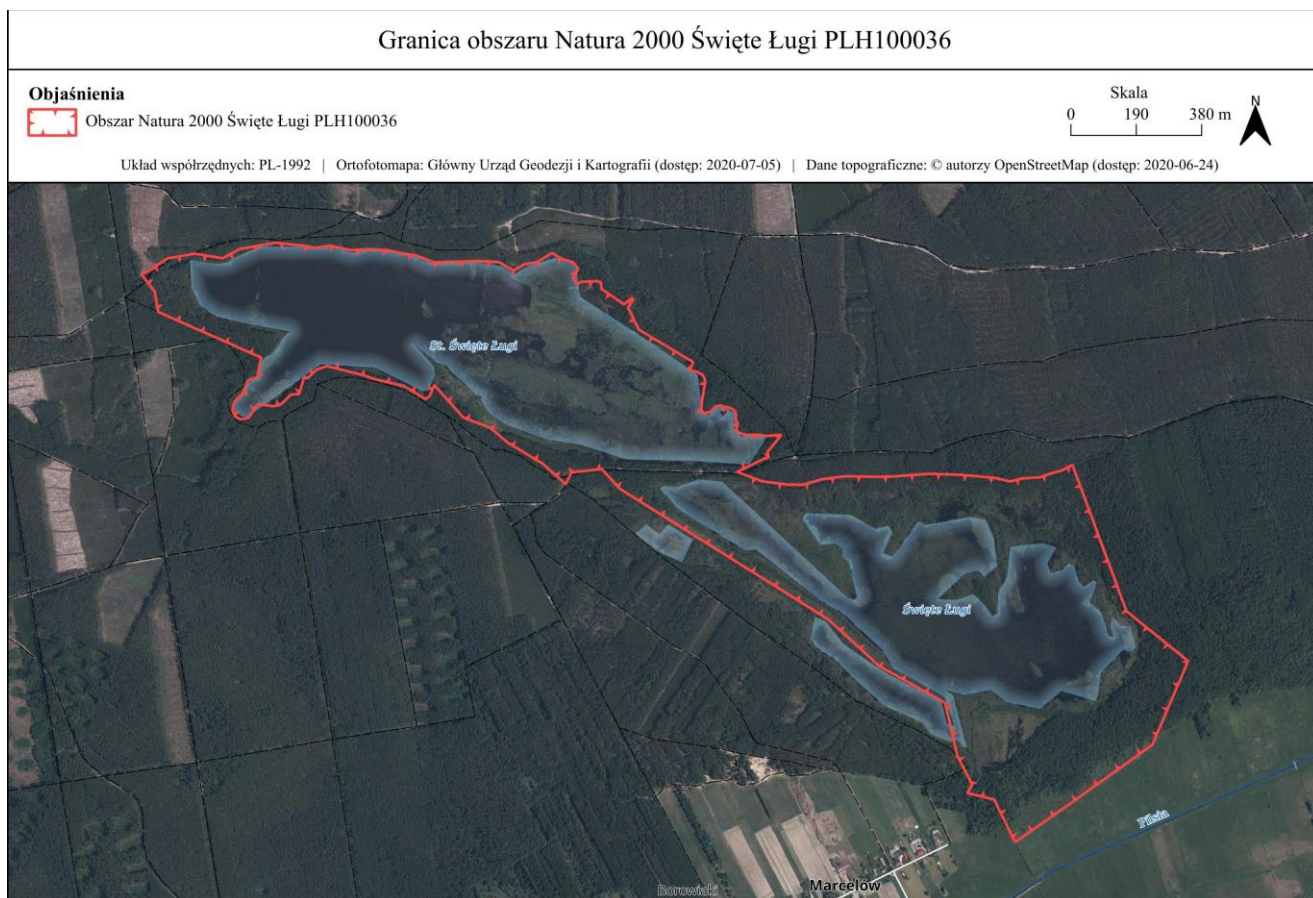 Granica obszaru Natura 2000 Święte Ługi PLH100036
Objaśnienia
Obszar Natura 2000 Święte Ługi PLH100036
Skala
0 190 380 m
N
Układ współrzędnych: PL-1992 | Ortofotomapa: Główny Urząd Geodezji i Kartografii (dostęp: 2020-07-05) | Dane topograficzne: © autorzy OpenStreetMap (dostęp: 2020-06-24)
St. Święte Ługi
Święte Ługi
Pilsia
Marcelów
Borowiaki